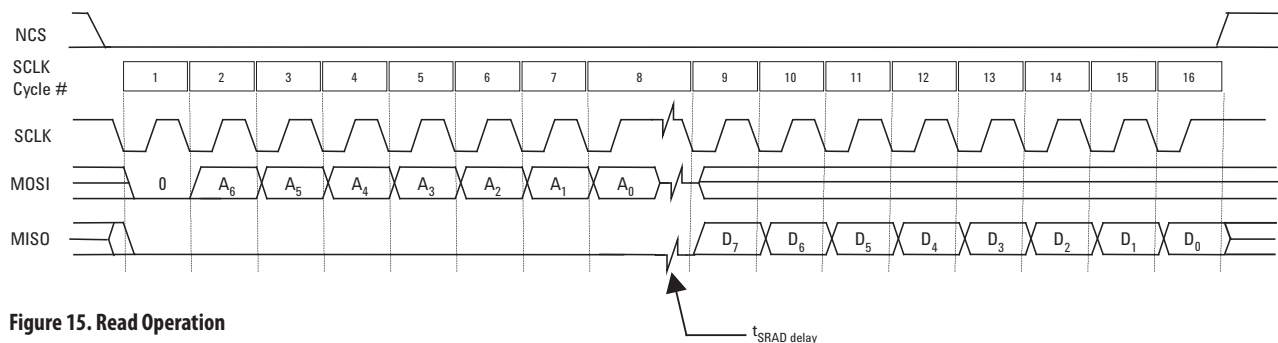 NCS
SCLK
Cycle #
1 2 3 4 5 6 7 8 9 10 11 12 13 14 15 16
SCLK
MOSI 0 A6 A5 A4 A3 A2 A1 A0
MISO D7 D6 D5 D4 D3 D2 D1 D0
Figure 15. Read Operation
tSRAD delay